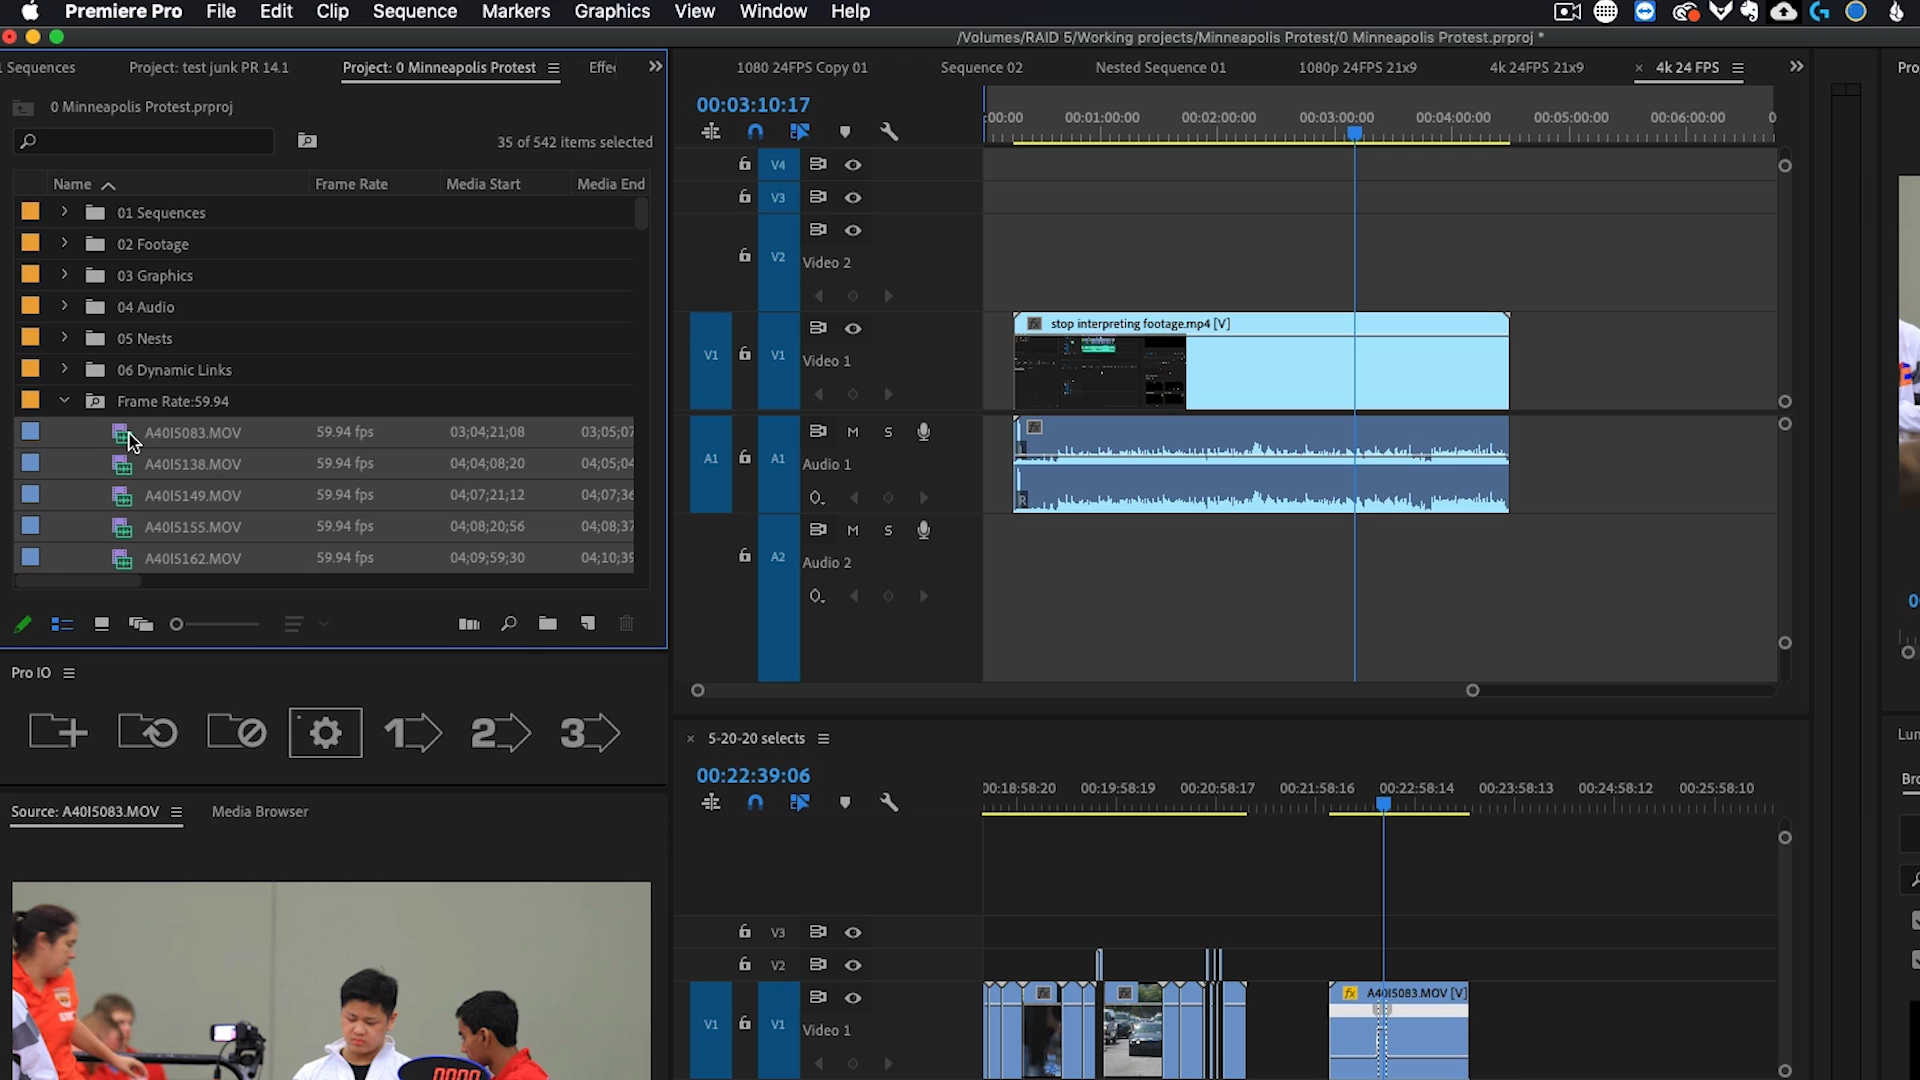 Premiere Pro File Edit Clip Sequence Markers Graphics View Window Help
/Volumes/RAID 5/Working projects/Minneapolis Protest/0 Minneapolis Protest.prproj *
Sequences Project: test junk PR 14.1 Project: 0 Minneapolis Protest Effec
0 Minneapolis Protest.prproj
35 of 542 items selected
Name Frame Rate Media Start Media End
01 Sequences
02 Footage
03 Graphics
04 Audio
05 Nests
06 Dynamic Links
Frame Rate:59.94
A40I5083.MOV 59.94 fps 03;04;21;08 03;05;07
A40I5138.MOV 59.94 fps 04;04;08;20 04;05;04
A40I5149.MOV 59.94 fps 04;07;21;12 04;07;36
A40I5155.MOV 59.94 fps 04;08;20;56 04;08;37
A40I5162.MOV 59.94 fps 04;09;59;30 04;10;39
Pro IO
1 2 3
Source: A40I5083.MOV Media Browser
1080 24FPS Copy 01 Sequence 02 Nested Sequence 01 1080p 24FPS 21x9 4k 24FPS 21x9 × 4k 24 FPS
00:03:10:17
:00:00 00:01:00:00 00:02:00:00 00:03:00:00 00:04:00:00 00:05:00:00 00:06:00:00 0
V4
V3
V2 Video 2
V1 V1 Video 1
stop interpreting footage.mp4 [V]
A1 A1 M S Audio 1
R
A2 M S Audio 2
× 5-20-20 selects
00:22:39:06
00:18:58:20 00:19:58:19 00:20:58:17 00:21:58:16 00:22:58:14 00:23:58:13 00:24:58:12 00:25:58:10
V3
V2
V1 V1 Video 1
fx fx fx A40I5083.MOV [V]
Pro
Lum
Bro